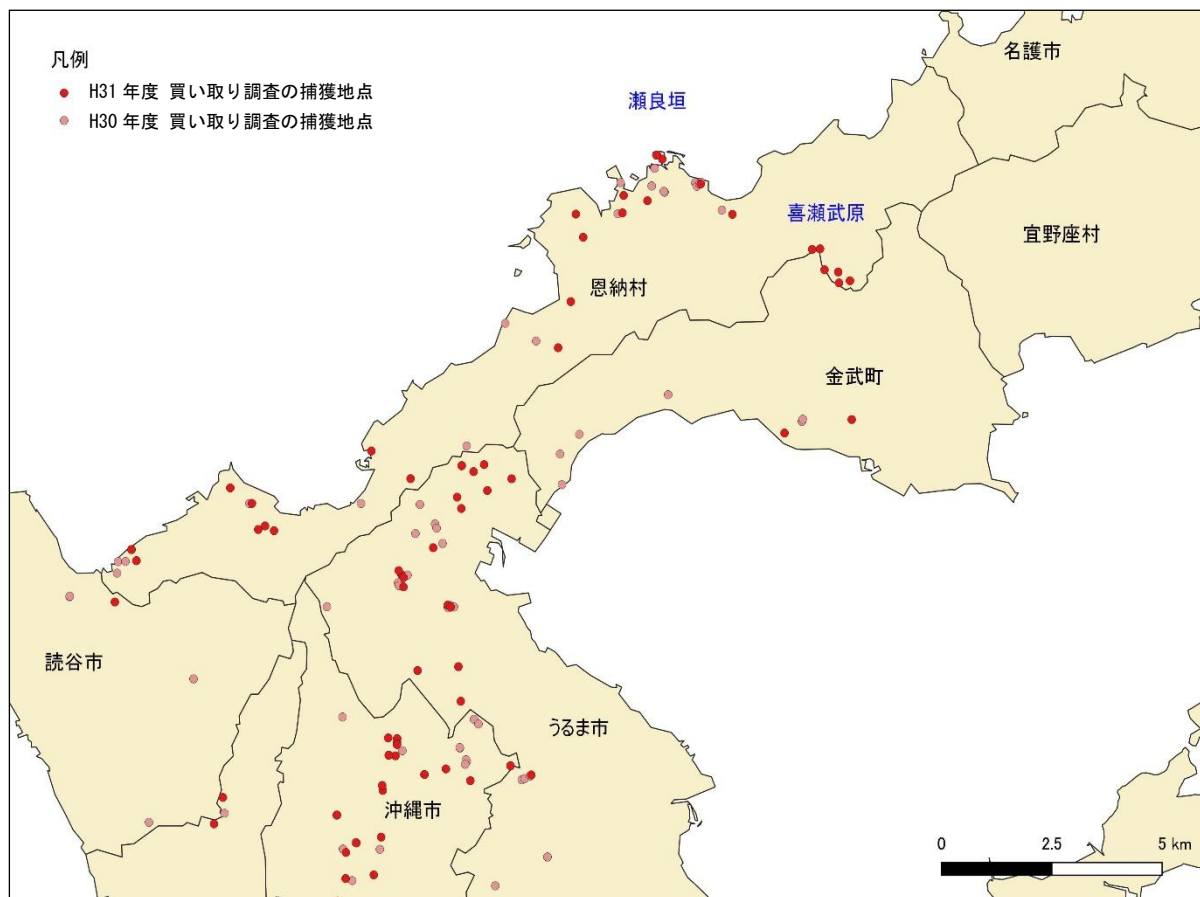 名護市
凡例
H31 年度 買い取り調査の捕獲地点
瀬良垣
H30 年度 買い取り調査の捕獲地点
喜瀬武原
宜野座村
恩納村
金武町
読谷市
うるま市
沖縄市
0 2.5 5 km